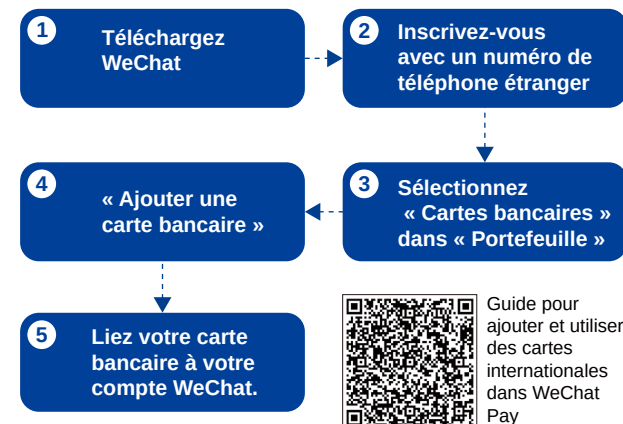 1
Téléchargez
WeChat
2
Inscrivez-vous
avec un numéro de
téléphone étranger
3
Sélectionnez
« Cartes bancaires »
dans « Portefeuille »
4
« Ajouter une
carte bancaire »
5
Liez votre carte
bancaire à votre
compte WeChat.
Guide pour
ajouter et utiliser
des cartes
internationales
dans WeChat
Pay